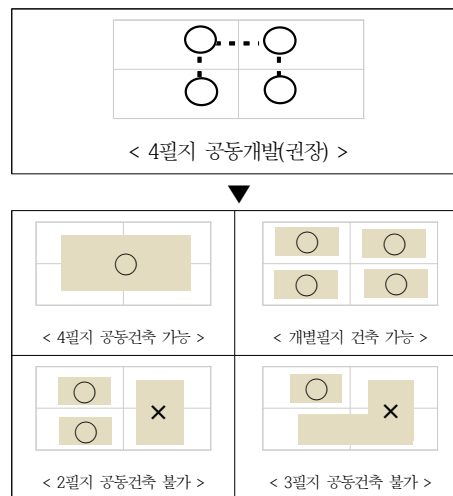 < 4필지 공동개발(권장) >
< 4필지 공동건축 가능 >
< 개별필지 건축 가능 >
< 2필지 공동건축 불가 >
< 3필지 공동건축 불가 >